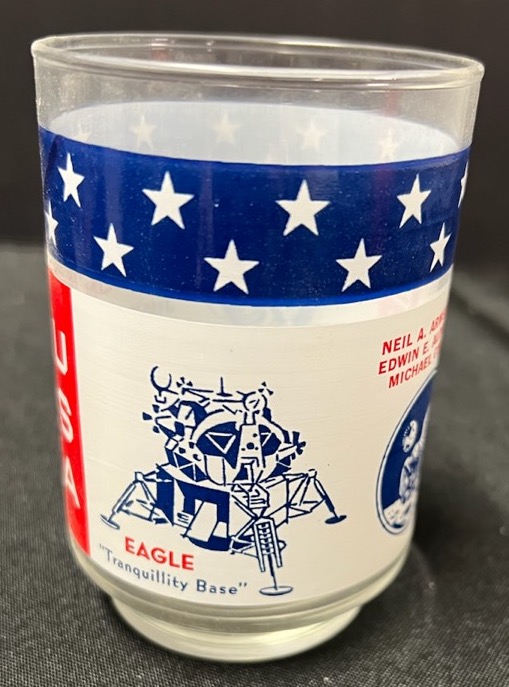 USA
EAGLE
"Tranquillity Base"
NEIL A.
EDWIN E.
MICHAEL